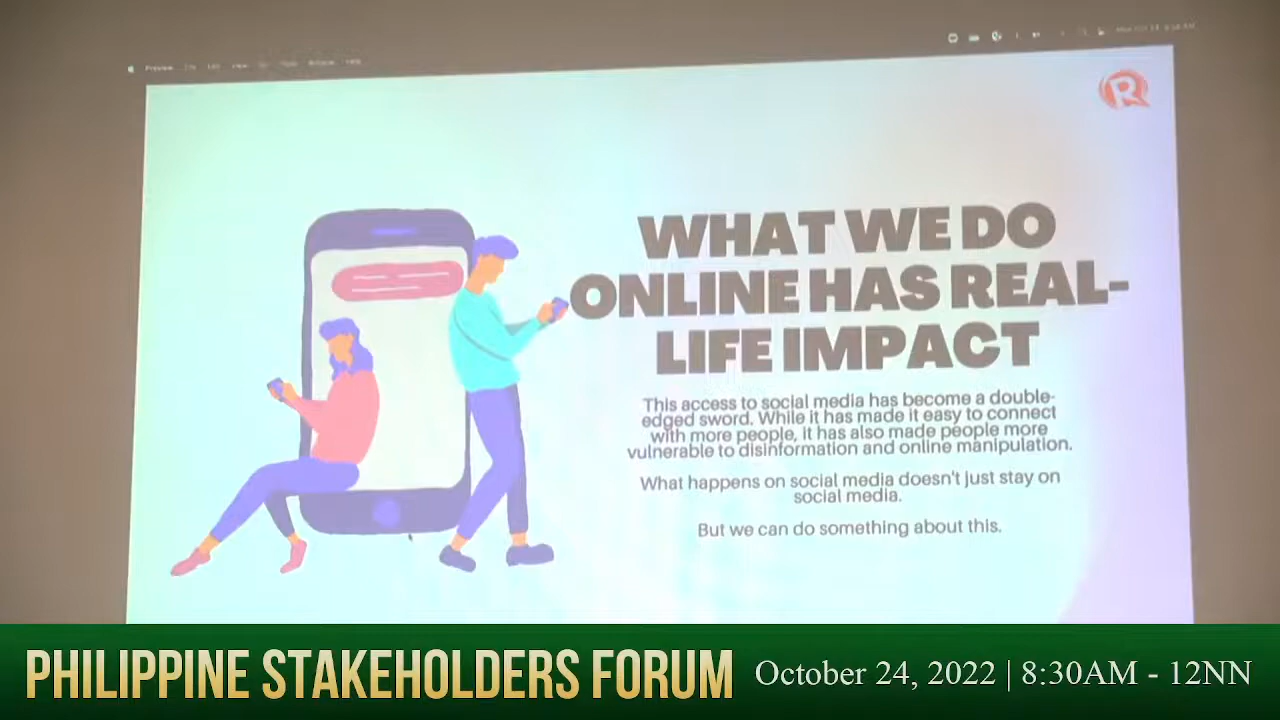 Preview
R
WHAT WE DO
ONLINE HAS REAL-
LIFE IMPACT
This access to social media has become a double-
edged sword. While it has made it easy to connect
with more people, it has also made people more
vulnerable to disinformation and online manipulation.
What happens on social media doesn't just stay on
social media.
But we can do something about this.
PHILIPPINE STAKEHOLDERS FORUM
October 24, 2022 | 8:30AM - 12NN